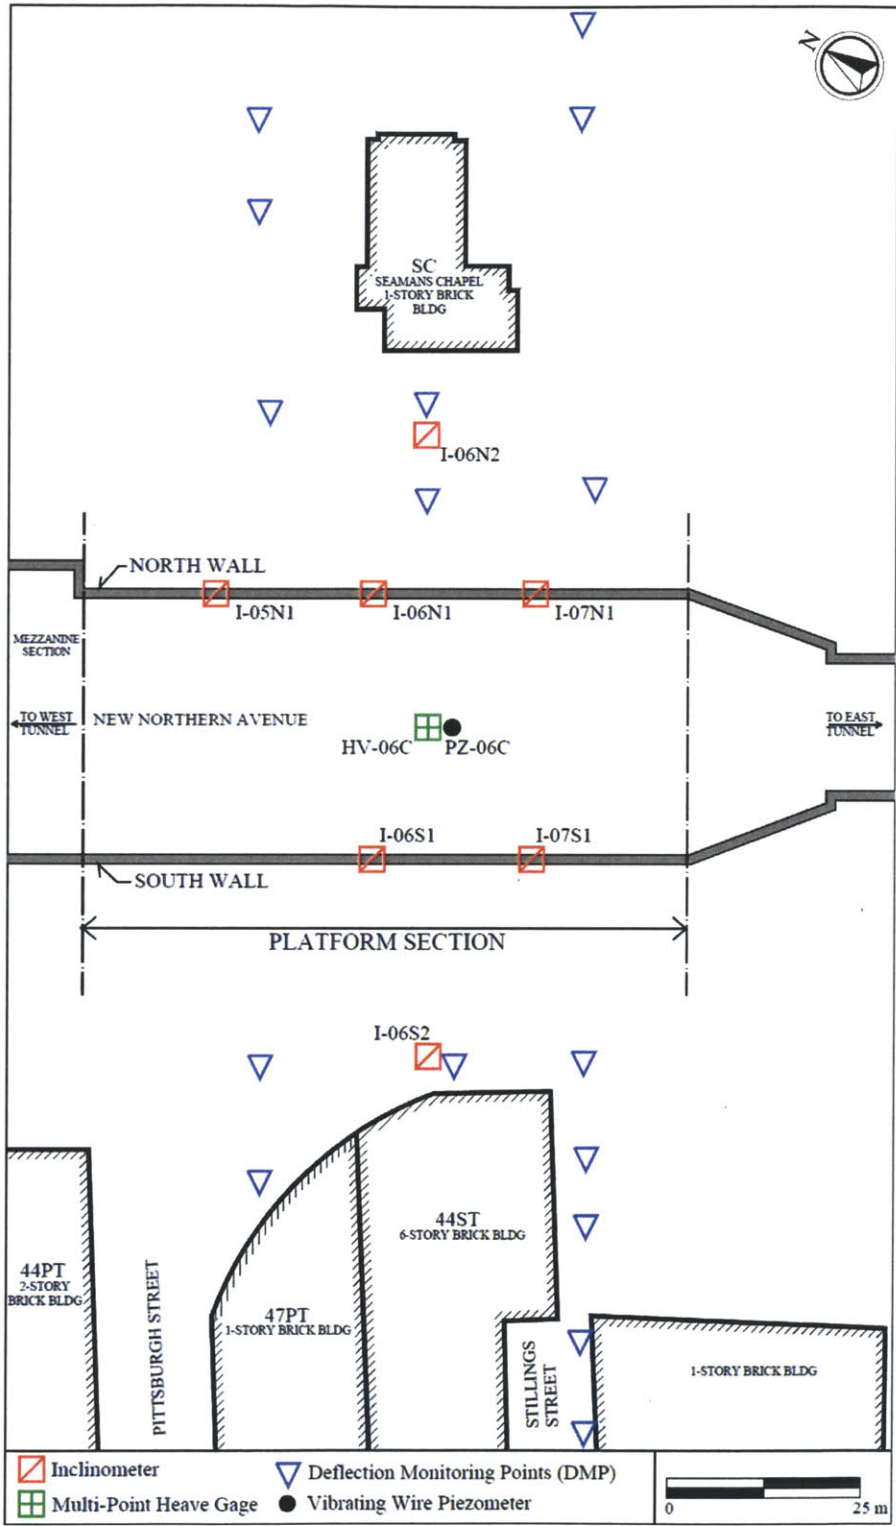 N
SC
SEAMANS CHAPEL
1-STORY BRICK
BLDG
I-06N2
NORTH WALL
I-05N1
I-06N1
I-07N1
MEZZANINE
SECTION
TO WEST
TUNNEL
NEW NORTHERN AVENUE
TO EAST
TUNNEL
HV-06C
PZ-06C
I-06S1
I-07S1
SOUTH WALL
PLATFORM SECTION
I-06S2
44ST
6-STORY BRICK BLDG
44PT
2-STORY
BRICK BLDG
PITTSBURGH STREET
47PT
1-STORY BRICK BLDG
STILLINGS
STREET
1-STORY BRICK BLDG
Inclinometer
Deflection Monitoring Points (DMP)
Multi-Point Heave Gage
Vibrating Wire Piezometer
0
25 m